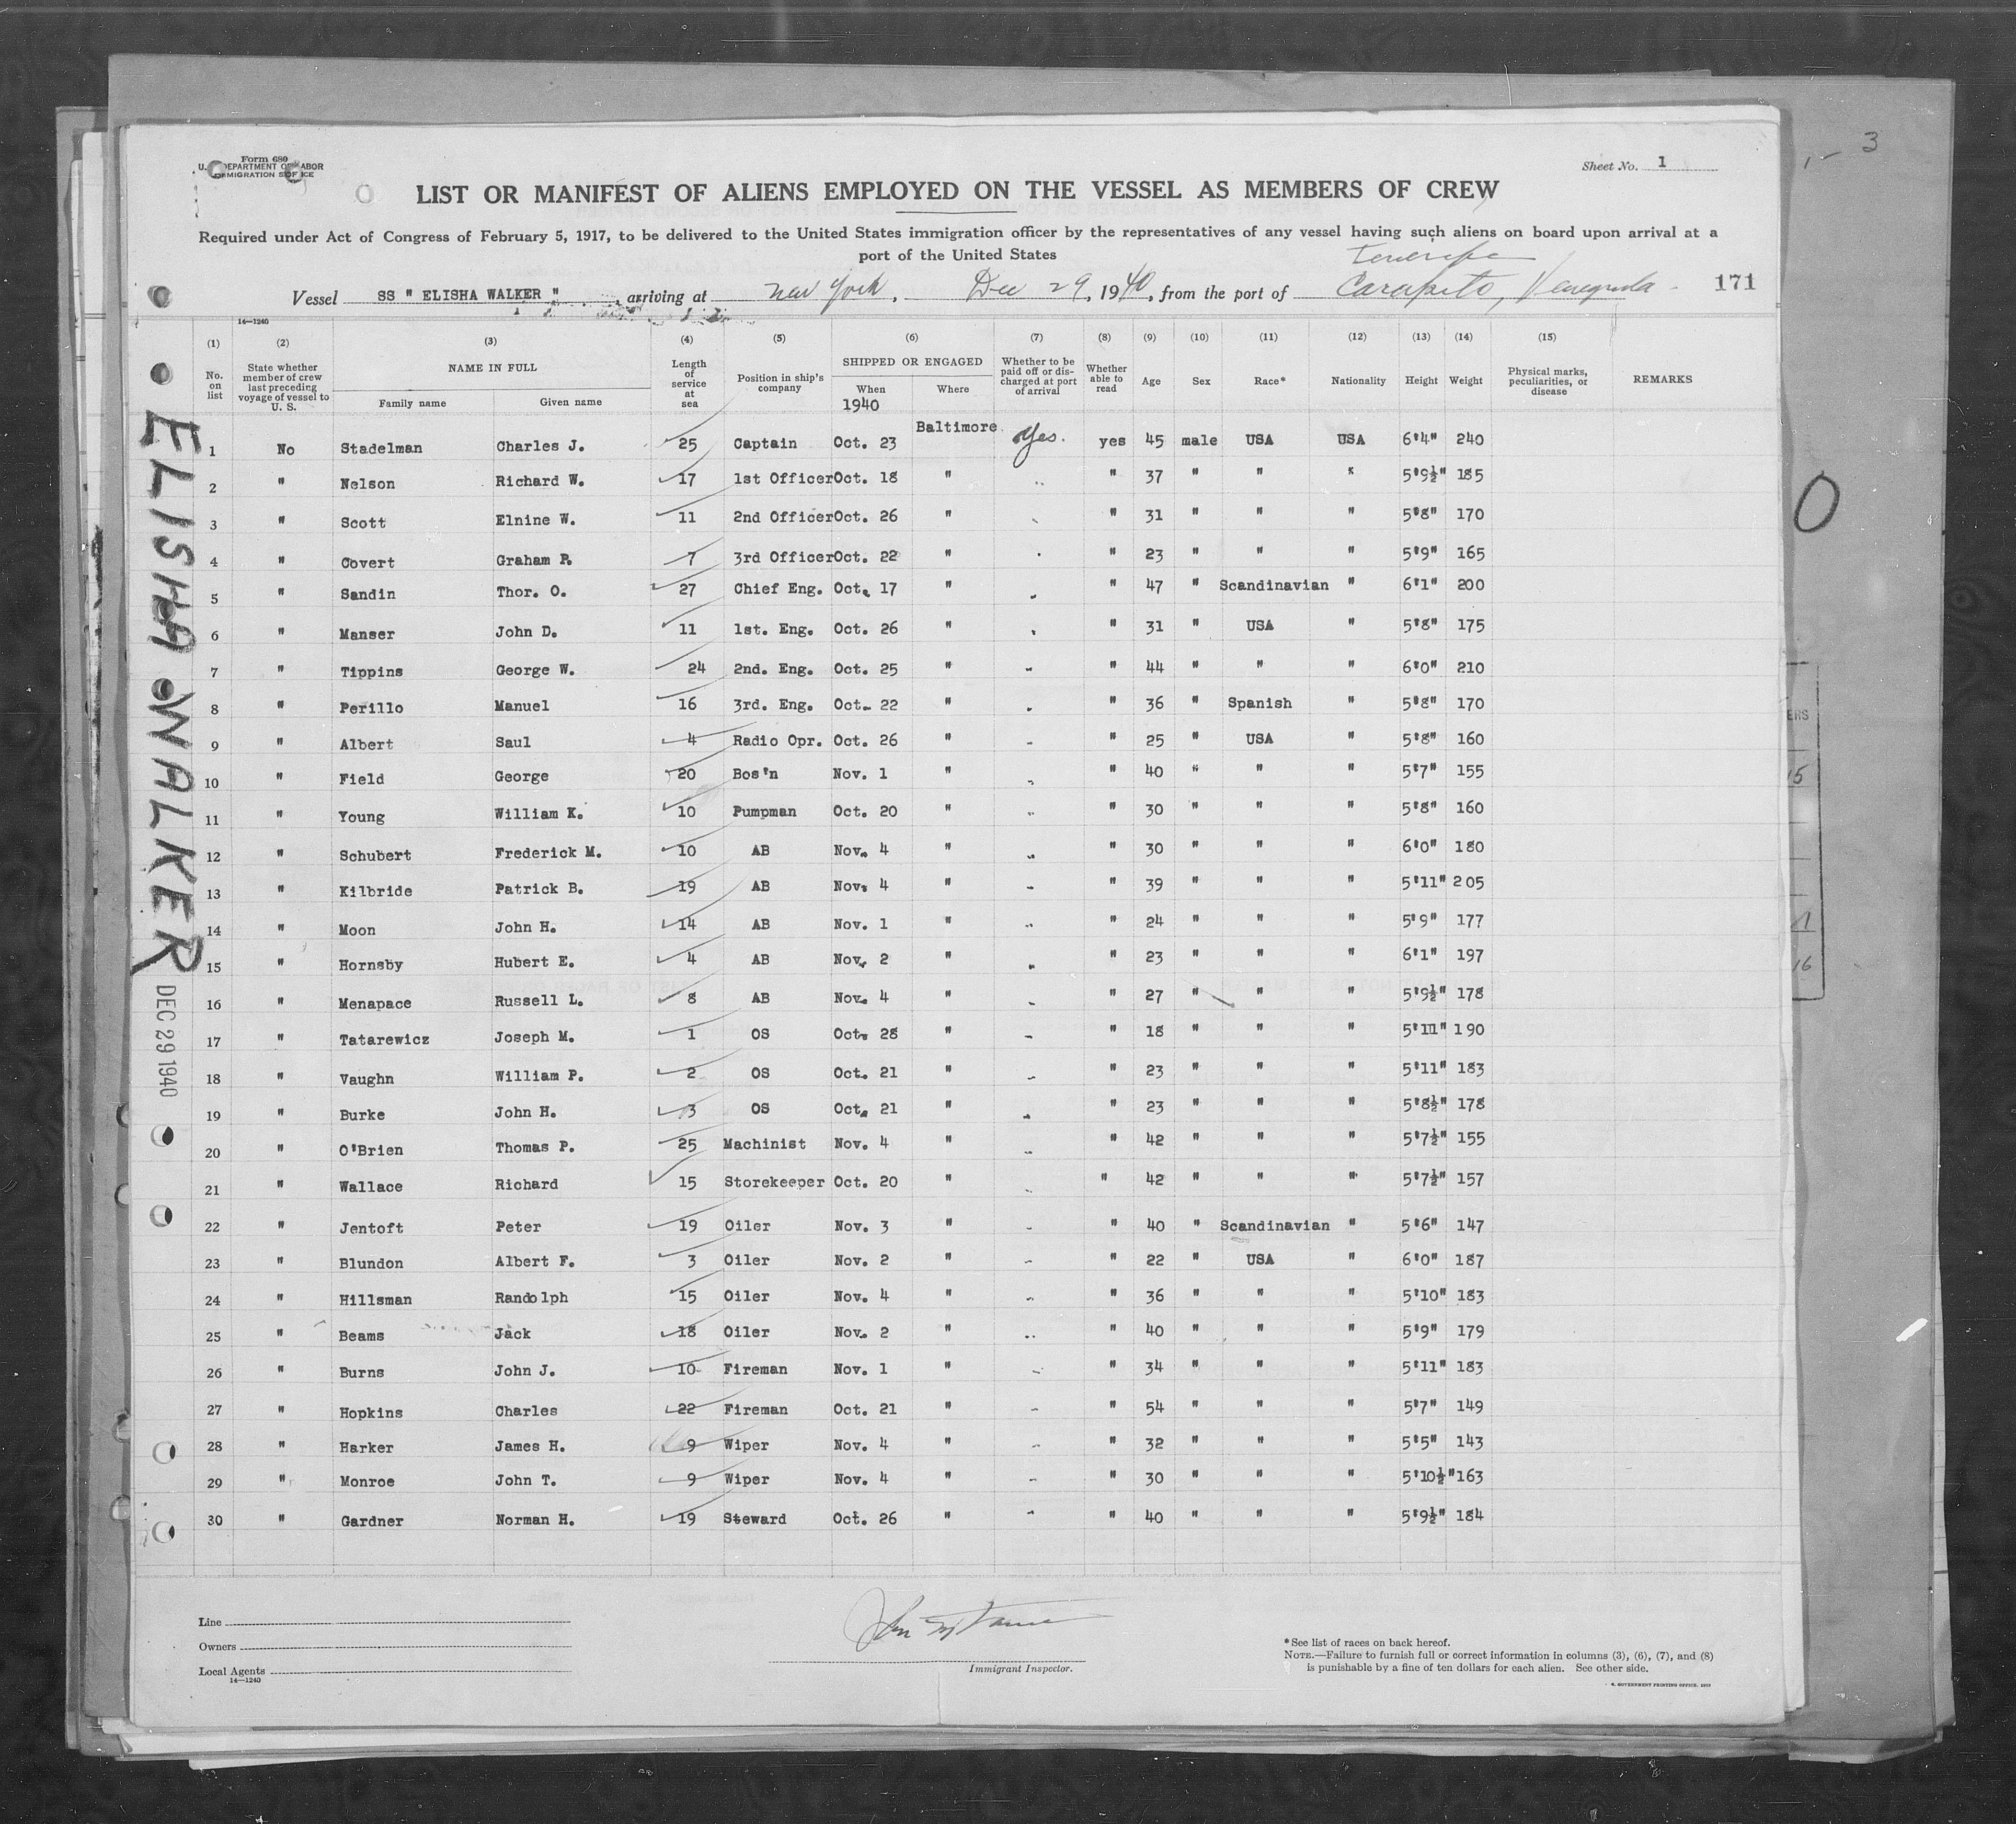 Form 680
U. S. DEPARTMENT OF LABOR
IMMIGRATION SERVICE
Sheet No. 1
1 - 3
LIST OR MANIFEST OF ALIENS EMPLOYED ON THE VESSEL AS MEMBERS OF CREW
Required under Act of Congress of February 5, 1917, to be delivered to the United States immigration officer by the representatives of any vessel having such aliens on board upon arrival at a
port of the United States
Tenerife
Vessel SS " ELISHA WALKER " , arriving at New York , Dec 29 , 1940, from the port of Caripito, Venezuela 171
14—1240
(1) (2) (3) (4) (5) (6) (7) (8) (9) (10) (11) (12) (13) (14) (15)
No. on list State whether member of crew last preceding voyage of vessel to U. S. NAME IN FULL Family name Given name Length of service at sea Position in ship's company SHIPPED OR ENGAGED When Where Whether to be paid off or discharged at port of arrival Whether able to read Age Sex Race* Nationality Height Weight Physical marks, peculiarities, or disease REMARKS
1940
1 No Stadelman Charles J. 25 Captain Oct. 23 Baltimore Yes. yes 45 male USA USA 6'4" 240
2 " Nelson Richard W. 17 1st Officer Oct. 18 " " " 37 " " " 5'9½" 185
3 " Scott Elnine W. 11 2nd Officer Oct. 26 " " " 31 " " " 5'8" 170
4 " Covert Graham P. 7 3rd Officer Oct. 22 " " " 23 " " " 5'9" 165
5 " Sandin Thor. O. 27 Chief Eng. Oct. 17 " " " 47 " Scandinavian " 6'1" 200
6 " Manser John D. 11 1st. Eng. Oct. 26 " " " 31 " USA " 5'8" 175
7 " Tippins George W. 24 2nd. Eng. Oct. 25 " " " 44 " " " 6'0" 210
8 " Perillo Manuel 16 3rd. Eng. Oct. 22 " " " 36 " Spanish " 5'8" 170
9 " Albert Saul 4 Radio Opr. Oct. 26 " " " 25 " USA " 5'8" 160
10 " Field George 20 Bos'n Nov. 1 " " " 40 " " " 5'7" 155
11 " Young William K. 10 Pumpman Oct. 20 " " " 30 " " " 5'8" 160
12 " Schubert Frederick M. 10 AB Nov. 4 " " " 30 " " " 6'0" 180
13 " Kilbride Patrick B. 19 AB Nov. 4 " " " 39 " " " 5'11" 205
14 " Moon John H. 14 AB Nov. 1 " " " 24 " " " 5'9" 177
15 " Hornsby Hubert E. 4 AB Nov. 2 " " " 23 " " " 6'1" 197
16 " Menapace Russell L. 8 AB Nov. 4 " " " 27 " " " 5'9½" 178
17 " Tatarewicz Joseph M. 1 OS Oct. 28 " " " 18 " " " 5'11" 190
18 " Vaughn William P. 2 OS Oct. 21 " " " 23 " " " 5'11" 183
19 " Burke John H. 3 OS Oct. 21 " " " 23 " " " 5'8½" 178
20 " O'Brien Thomas P. 25 Machinist Nov. 4 " " " 42 " " " 5'7½" 155
21 " Wallace Richard 15 Storekeeper Oct. 20 " " " 42 " " " 5'7½" 157
22 " Jentoft Peter 19 Oiler Nov. 3 " " " 40 " Scandinavian " 5'6" 147
23 " Blundon Albert F. 3 Oiler Nov. 2 " " " 22 " USA " 6'0" 187
24 " Hillsman Randolph 15 Oiler Nov. 4 " " " 36 " " " 5'10" 183
25 " Beams Jack 18 Oiler Nov. 2 " " " 40 " " " 5'9" 179
26 " Burns John J. 10 Fireman Nov. 1 " " " 34 " " " 5'11" 183
27 " Hopkins Charles 22 Fireman Oct. 21 " " " 54 " " " 5'7" 149
28 " Harker James H. 9 Wiper Nov. 4 " " " 32 " " " 5'5" 143
29 " Monroe John T. 9 Wiper Nov. 4 " " " 30 " " " 5'10½" 163
30 " Gardner Norman H. 19 Steward Oct. 26 " " " 40 " " " 5'9½" 184
ELISHA WALKER
DEC 29 1940
0
ERS
15
1
16
Line
Owners
Local Agents
14—1240
Immigrant Inspector.
*See list of races on back hereof.
NOTE.—Failure to furnish full or correct information in columns (3), (6), (7), and (8)
is punishable by a fine of ten dollars for each alien. See other side.
GOVERNMENT PRINTING OFFICE